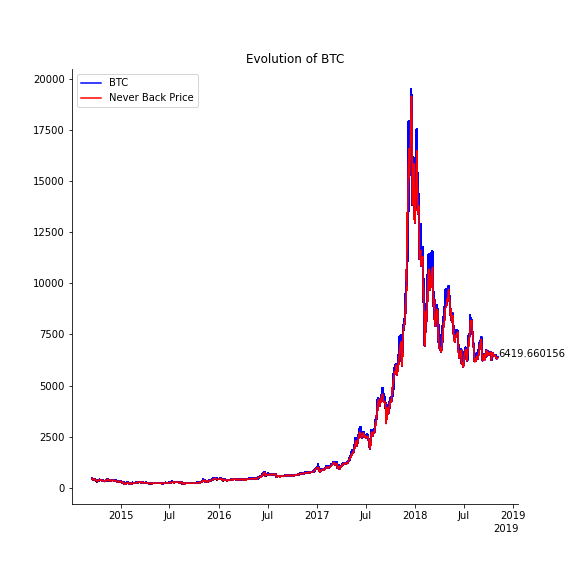 Evolution of BTC
BTC
Never Back Price
20000
17500
15000
12500
10000
7500
5000
2500
0
6419.660156
2015
Jul
2016
Jul
2017
Jul
2018
Jul
2019
2019